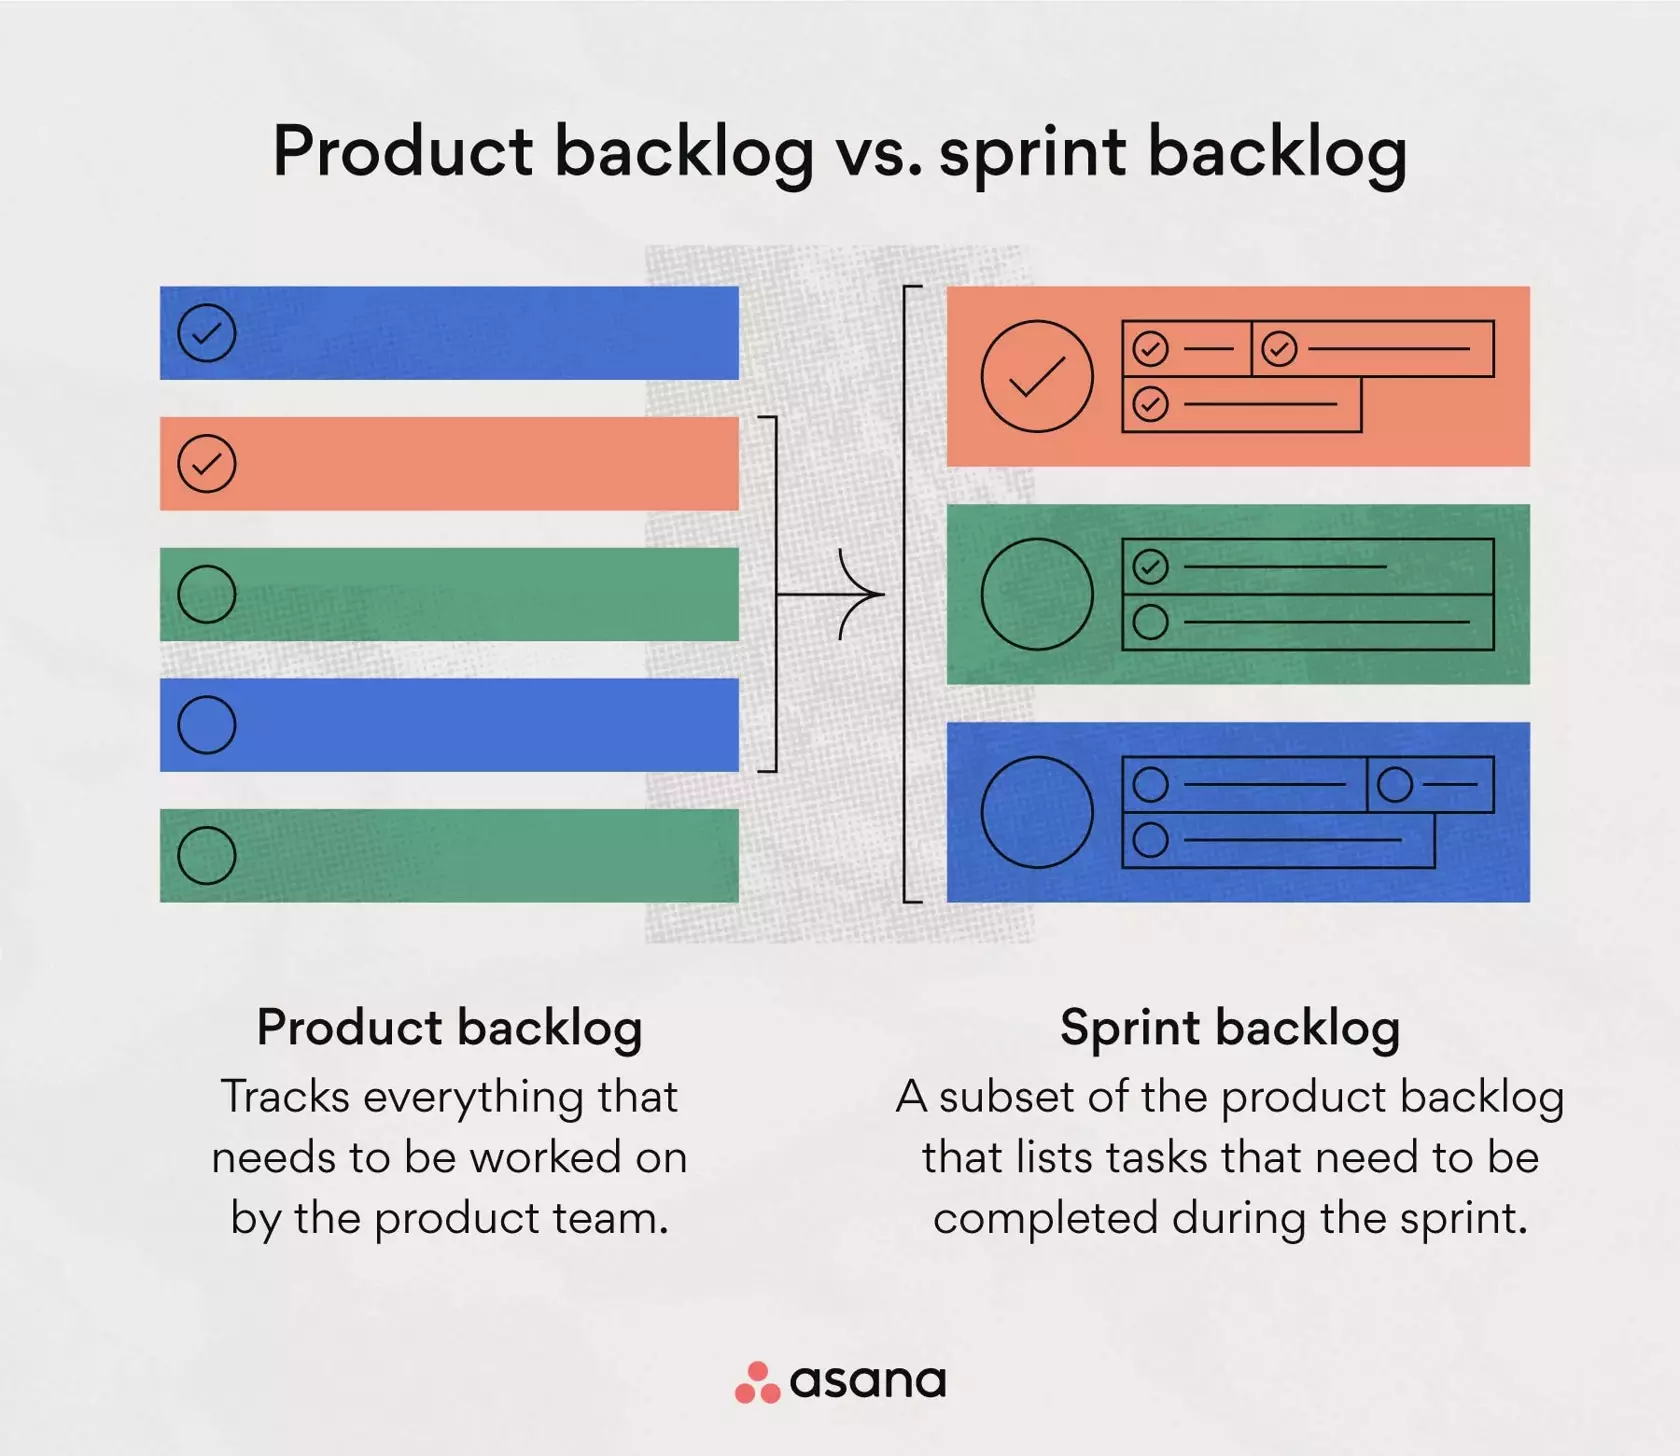 Product backlog vs. sprint backlog
Product backlog
Tracks everything that
needs to be worked on
by the product team.
Sprint backlog
A subset of the product backlog
that lists tasks that need to be
completed during the sprint.
asana